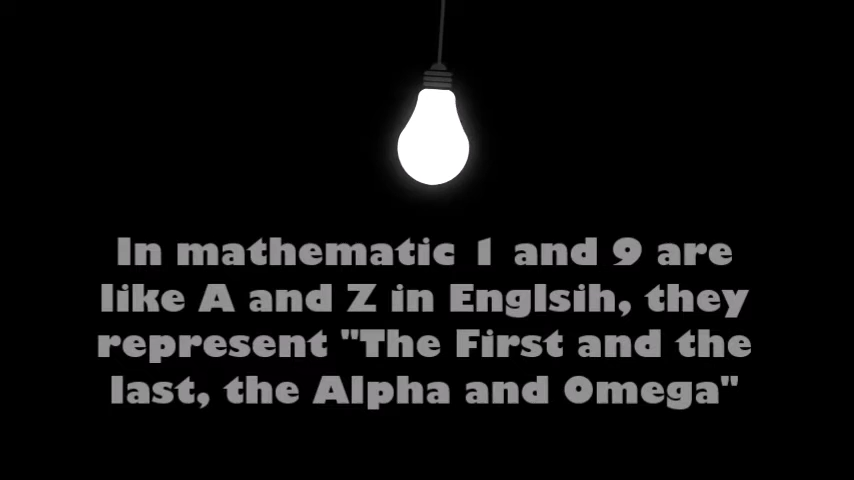 In mathematic 1 and 9 are
like A and Z in Englsih, they
represent "The First and the
last, the Alpha and Omega"